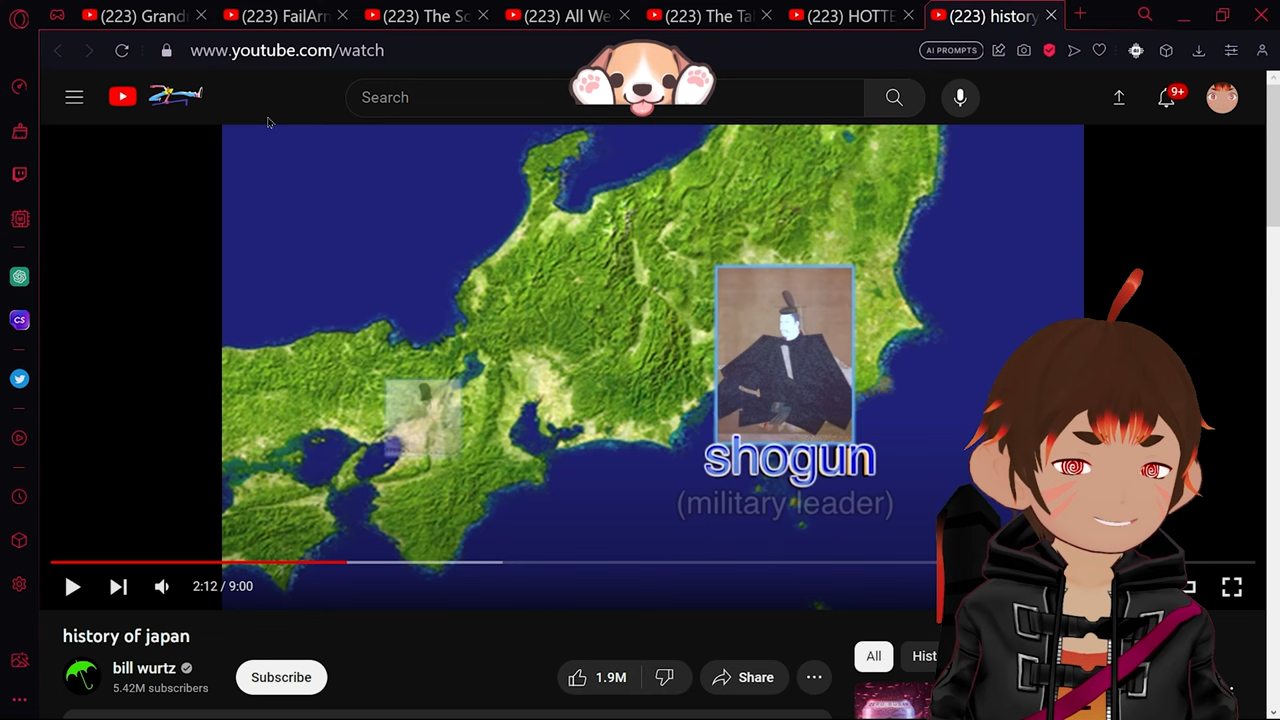 (223) Grand
(223) FailArr
(223) The Sc
(223) All We
(223) The Ta
(223) HOTTE
(223) history
www.youtube.com/watch
AI PROMPTS
Search
9+
CS
shogun
(military leader)
2:12 / 9:00
history of japan
bill wurtz
5.42M subscribers
Subscribe
1.9M
Share
All
Hist